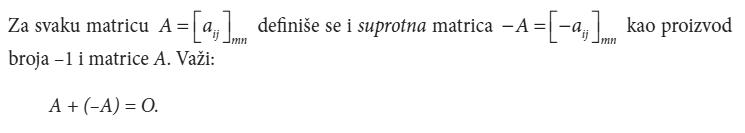 Za svaku matricu A = [a_ij]_mn definiše se i suprotna matrica −A = [−a_ij]_mn kao proizvod
broja –1 i matrice A. Važi:
A + (–A) = O.